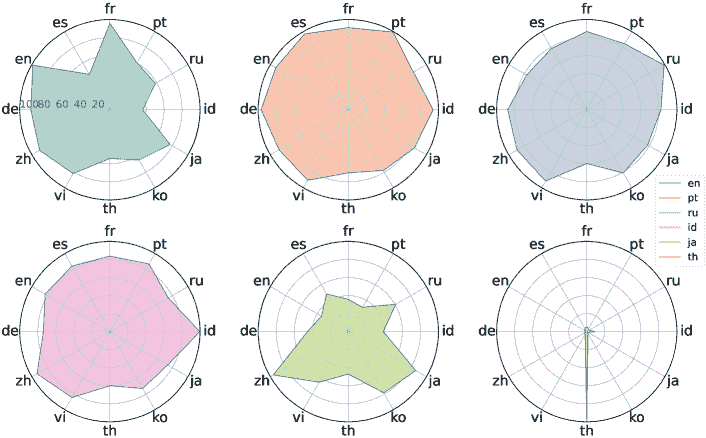 fr
es pt
en ru
de 100 80 60 40 20 id
zh ja
vi ko
th
fr
es pt
en ru
de id
zh ja
vi ko
th
fr
es pt
en ru
de id
zh ja
vi ko
th
en
pt
ru
id
ja
th
fr
es pt
en ru
de id
zh ja
vi ko
th
fr
es pt
en ru
de id
zh ja
vi ko
th
fr
es pt
en ru
de id
zh ja
vi ko
th